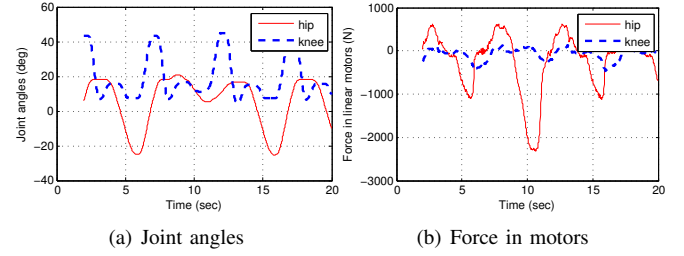 60
40
20
0
−20
−40
0
5
10
15
20
Joint angles (deg)
Time (sec)
hip
knee
(a) Joint angles
1000
0
−1000
−2000
−3000
0
5
10
15
20
Force in linear motors (N)
Time (sec)
hip
knee
(b) Force in motors